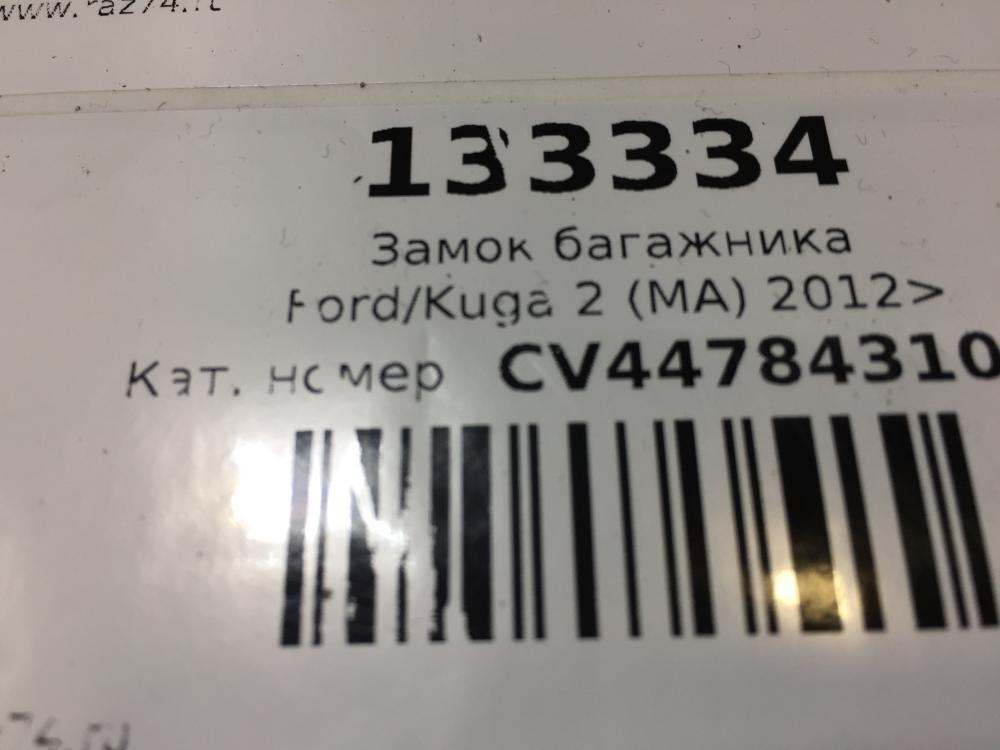 133334
Замок багажника
Ford/Kuga 2 (MA) 2012>
Кат. номер CV44784310